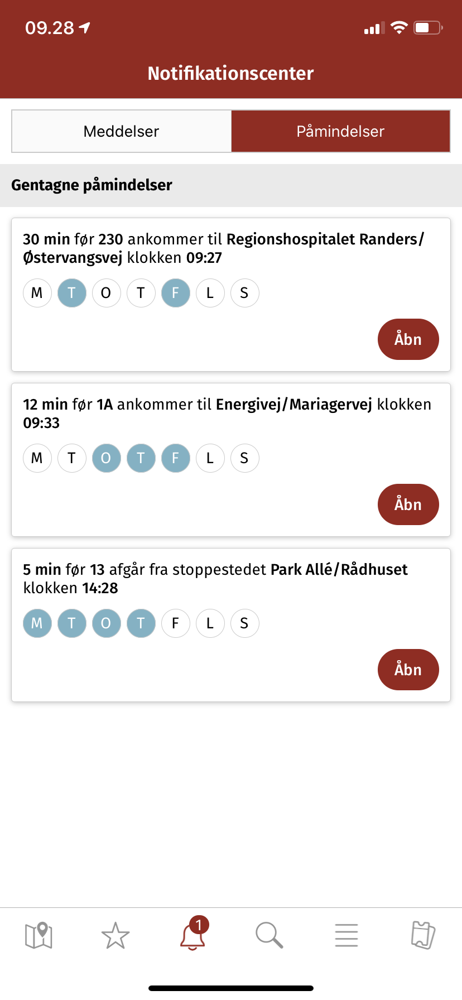 09.28
Notifikationscenter
Meddelser
Påmindelser
Gentagne påmindelser
30 min før 230 ankommer til Regionshospitalet Randers/
Østervangsvej klokken 09:27
M T O T F L S
Åbn
12 min før 1A ankommer til Energivej/Mariagervej klokken
09:33
M T O T F L S
Åbn
5 min før 13 afgår fra stoppestedet Park Allé/Rådhuset
klokken 14:28
M T O T F L S
Åbn
1